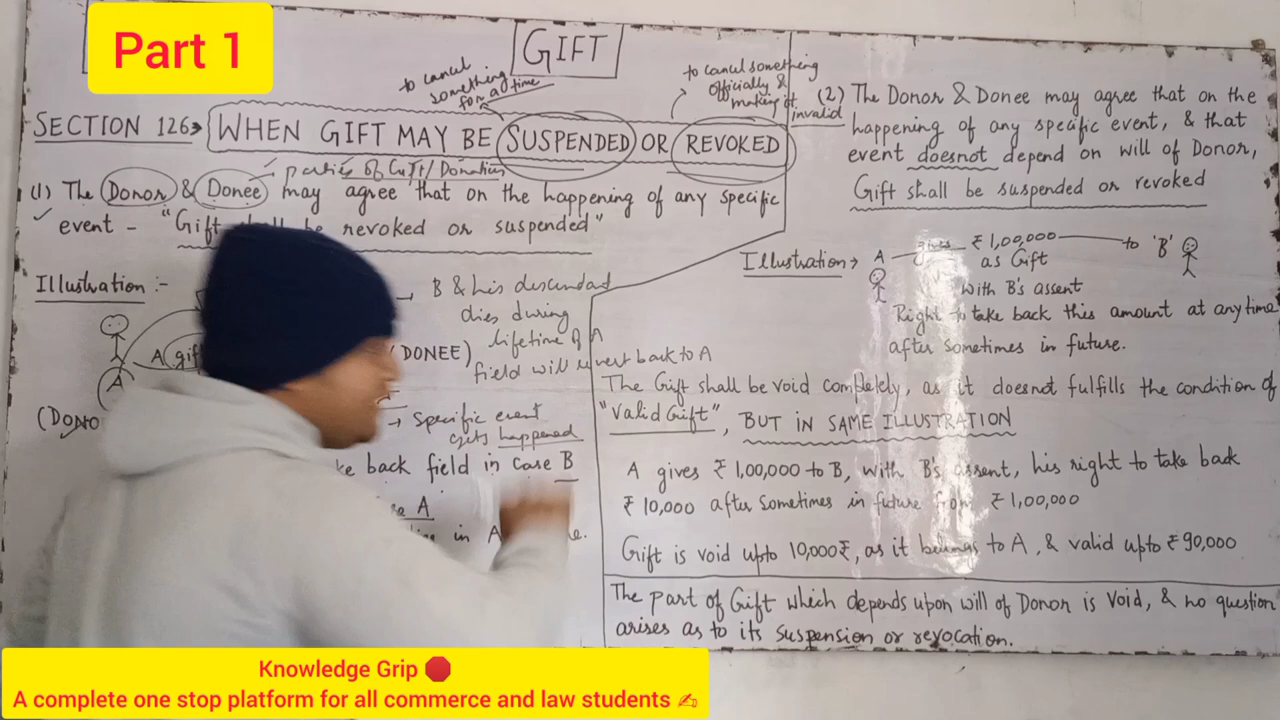 Part 1
GIFT
to cancel
something
for a time
to cancel something
officially &
making it
invalid
SECTION 126 → WHEN GIFT MAY BE SUSPENDED OR REVOKED
parties of Gift/Donation
(1) The Donor & Donee may agree that on the happening of any specific
event - "Gift shall be revoked or suspended"
Illustration :-
→ B & his descendant
dies during
lifetime of A
field will revert back to A
A gif
(DONEE)
A
(DONO
→ Specific event
gets happened
ke back field in case B
A
in A
(2) The Donor & Donee may agree that on the
happening of any specific event, & that
event doesnot depend on will of Donor,
Gift shall be suspended or revoked
Illustration → A gives ₹ 1,00,000 to 'B'
as Gift
with B's assent
Right to take back this amount at anytime
after sometimes in future.
The Gift shall be void completely, as it doesnot fulfills the condition of
"Valid Gift", BUT IN SAME ILLUSTRATION
A gives ₹ 1,00,000 to B, with B's assent, his right to take back
₹ 10,000 after sometimes in future from ₹ 1,00,000
Gift is void upto 10,000₹, as it belongs to A, & valid upto ₹ 90,000
The part of Gift which depends upon will of Donor is void, & no question
arises as to its suspension or revocation.
Knowledge Grip 🛑
A complete one stop platform for all commerce and law students ✍